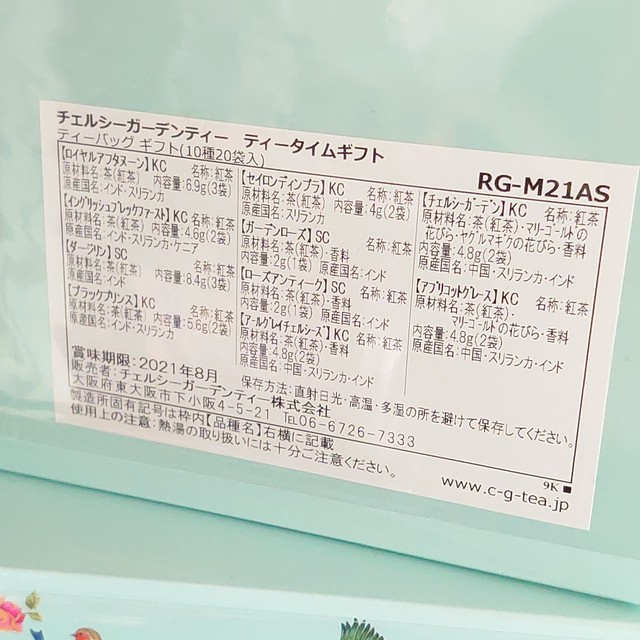 チェルシーガーデンティー ティータイムギフト
ティーバッグ ギフト(10種20袋入)
RG-M21AS
【ロイヤルアフタヌーン】KC 名称:紅茶
原材料名:茶(紅茶) 内容量:6.9g(3袋)
原産国名:インド・スリランカ
【イングリッシュブレックファースト】KC 名称:紅茶
原材料名:茶(紅茶) 内容量:4.6g(2袋)
原産国名:インド・スリランカ・ケニア
【ダージリン】SC 名称:紅茶
原材料名:茶(紅茶) 内容量:8.4g(3袋)
原産国名:インド
【ブラックプリンス】KC 名称:紅茶
原材料名:茶(紅茶) 内容量:5.6g(2袋)
原産国名:インド・スリランカ
【セイロンディンブラ】KC 名称:紅茶
原材料名:茶(紅茶) 内容量:4g(2袋)
原産国名:スリランカ
【ガーデンローズ】SC 名称:紅茶
原材料名:茶(紅茶)・香料
内容量:2g(1袋) 原産国名:インド
【ローズアンティーク】SC 名称:紅茶
原材料名:茶(紅茶)・香料
内容量:2g(1袋) 原産国名:インド
【アールグレイチェルシーズ】KC 名称:紅茶
原材料名:茶(紅茶)・香料
内容量:4.8g(2袋)
原産国名:中国・スリランカ・インド
【チェルシーガーデン】KC 名称:紅茶
原材料名:茶(紅茶)・マリーゴールドの
花びら・ヤグルマギクの花びら・香料
内容量:4.8g(2袋)
原産国名:中国・スリランカ・インド
【アプリコットグレース】KC 名称:紅茶
原材料名:茶(紅茶)・
マリーゴールドの花びら・香料
内容量:4.8g(2袋)
原産国名:中国・スリランカ・インド
賞味期限:2021年8月
保存方法:直射日光・高温・多湿の所を避けて保存してください。
販売者:チェルシーガーデンティー株式会社
大阪府東大阪市下小阪4-5-21 TEL06-6726-7333
製造所固有記号は枠内【品種名】右横に記載
使用上の注意:熱湯の取り扱いには十分ご注意ください。
9K■
www.c-g-tea.jp